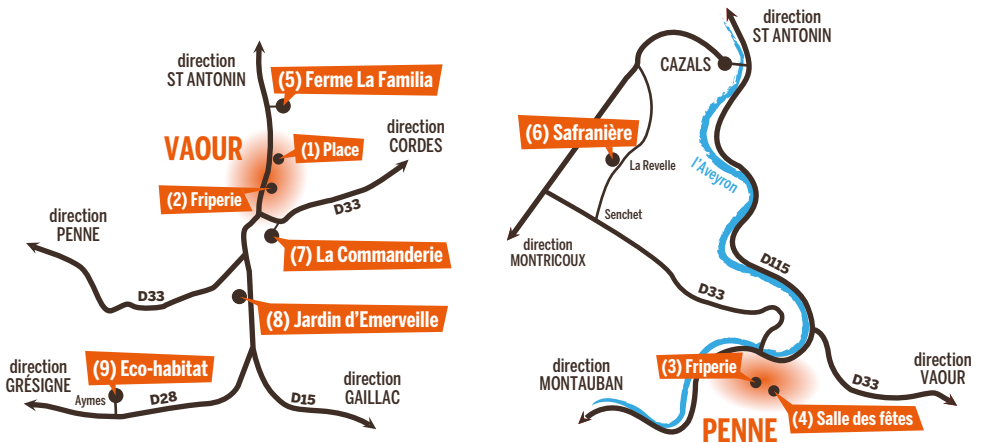 direction
ST ANTONIN
(5) Ferme La Familia
VAOUR
(1) Place
direction
CORDES
(2) Friperie
D33
direction
PENNE
(7) La Commanderie
D33
(8) Jardin d'Emerveille
direction
GRÉSIGNE
(9) Eco-habitat
Aymes
D28
D15
direction
GAILLAC
direction
ST ANTONIN
CAZALS
(6) Safranière
La Revelle
l'Aveyron
Senchet
direction
MONTRICOUX
D115
D33
direction
MONTAUBAN
(3) Friperie
D33
direction
VAOUR
(4) Salle des fêtes
PENNE